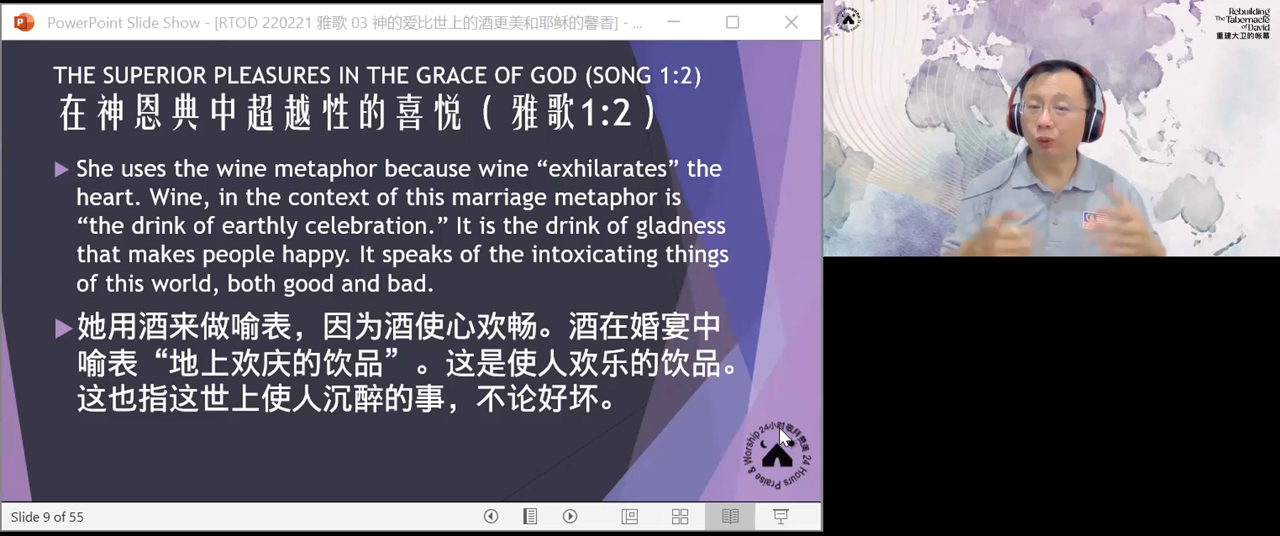 PowerPoint Slide Show - [RTOD 220221 雅歌 03 神的爱比世上的酒更美和耶稣的馨香] - ...
THE SUPERIOR PLEASURES IN THE GRACE OF GOD (SONG 1:2)
在神恩典中超越性的喜悦（雅歌1:2）
She uses the wine metaphor because wine “exhilarates” the
heart. Wine, in the context of this marriage metaphor is
“the drink of earthly celebration.” It is the drink of gladness
that makes people happy. It speaks of the intoxicating things
of this world, both good and bad.
她用酒来做喻表，因为酒使心欢畅。酒在婚宴中
喻表“地上欢庆的饮品”。这是使人欢乐的饮品。
这也指这世上使人沉醉的事，不论好坏。
24小时敬拜赞美
24 Hours Praise & Worship
Slide 9 of 55
Rebuilding
The Tabernacle
of David
重建大卫的帐幕